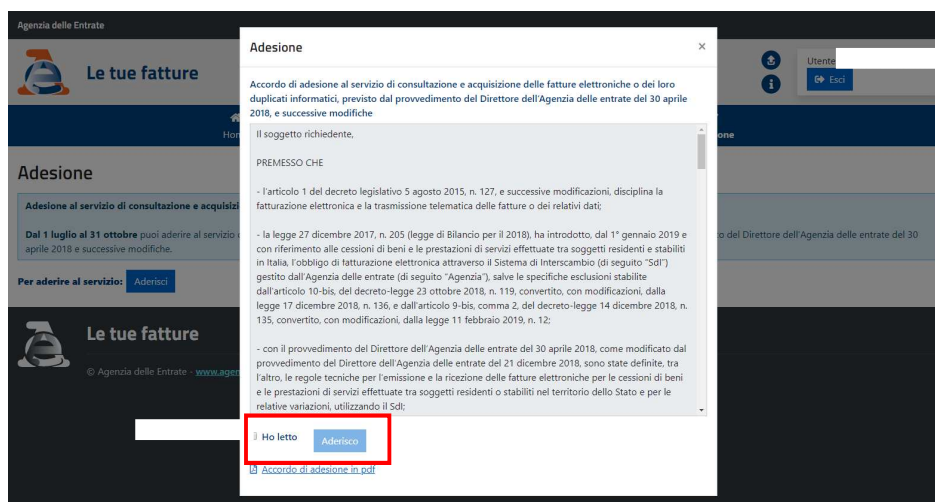 Agenzia delle Entrate
Le tue fatture
Utente
Esci
Hom
one
Adesione
Adesione al servizio di consultazione e acquisizi
Dal 1 luglio al 31 ottobre puoi aderire al servizio
to del Direttore dell'Agenzia delle entrate del 30
aprile 2018 e successive modifiche.
Per aderire al servizio: Aderisci
Le tue fatture
© Agenzia delle Entrate - www.agen
Adesione
×
Accordo di adesione al servizio di consultazione e acquisizione delle fatture elettroniche o dei loro
duplicati informatici, previsto dal provvedimento del Direttore dell'Agenzia delle entrate del 30 aprile
2018, e successive modifiche
Il soggetto richiedente,
PREMESSO CHE
- l'articolo 1 del decreto legislativo 5 agosto 2015, n. 127, e successive modificazioni, disciplina la
fatturazione elettronica e la trasmissione telematica delle fatture o dei relativi dati;
- la legge 27 dicembre 2017, n. 205 (legge di Bilancio per il 2018), ha introdotto, dal 1° gennaio 2019 e
con riferimento alle cessioni di beni e le prestazioni di servizi effettuate tra soggetti residenti e stabiliti
in Italia, l'obbligo di fatturazione elettronica attraverso il Sistema di Interscambio (di seguito "SdI")
gestito dall'Agenzia delle entrate (di seguito "Agenzia"), salve le specifiche esclusioni stabilite
dall'articolo 10-bis, del decreto-legge 23 ottobre 2018, n. 119, convertito, con modificazioni, dalla
legge 17 dicembre 2018, n. 136, e dall'articolo 9-bis, comma 2, del decreto-legge 14 dicembre 2018, n.
135, convertito, con modificazioni, dalla legge 11 febbraio 2019, n. 12;
- con il provvedimento del Direttore dell'Agenzia delle entrate del 30 aprile 2018, come modificato dal
provvedimento del Direttore dell'Agenzia delle entrate del 21 dicembre 2018, sono state definite, tra
l'altro, le regole tecniche per l'emissione e la ricezione delle fatture elettroniche per le cessioni di beni
e le prestazioni di servizi effettuate tra soggetti residenti o stabiliti nel territorio dello Stato e per le
relative variazioni, utilizzando il SdI;
Ho letto
Aderisco
Accordo di adesione in pdf